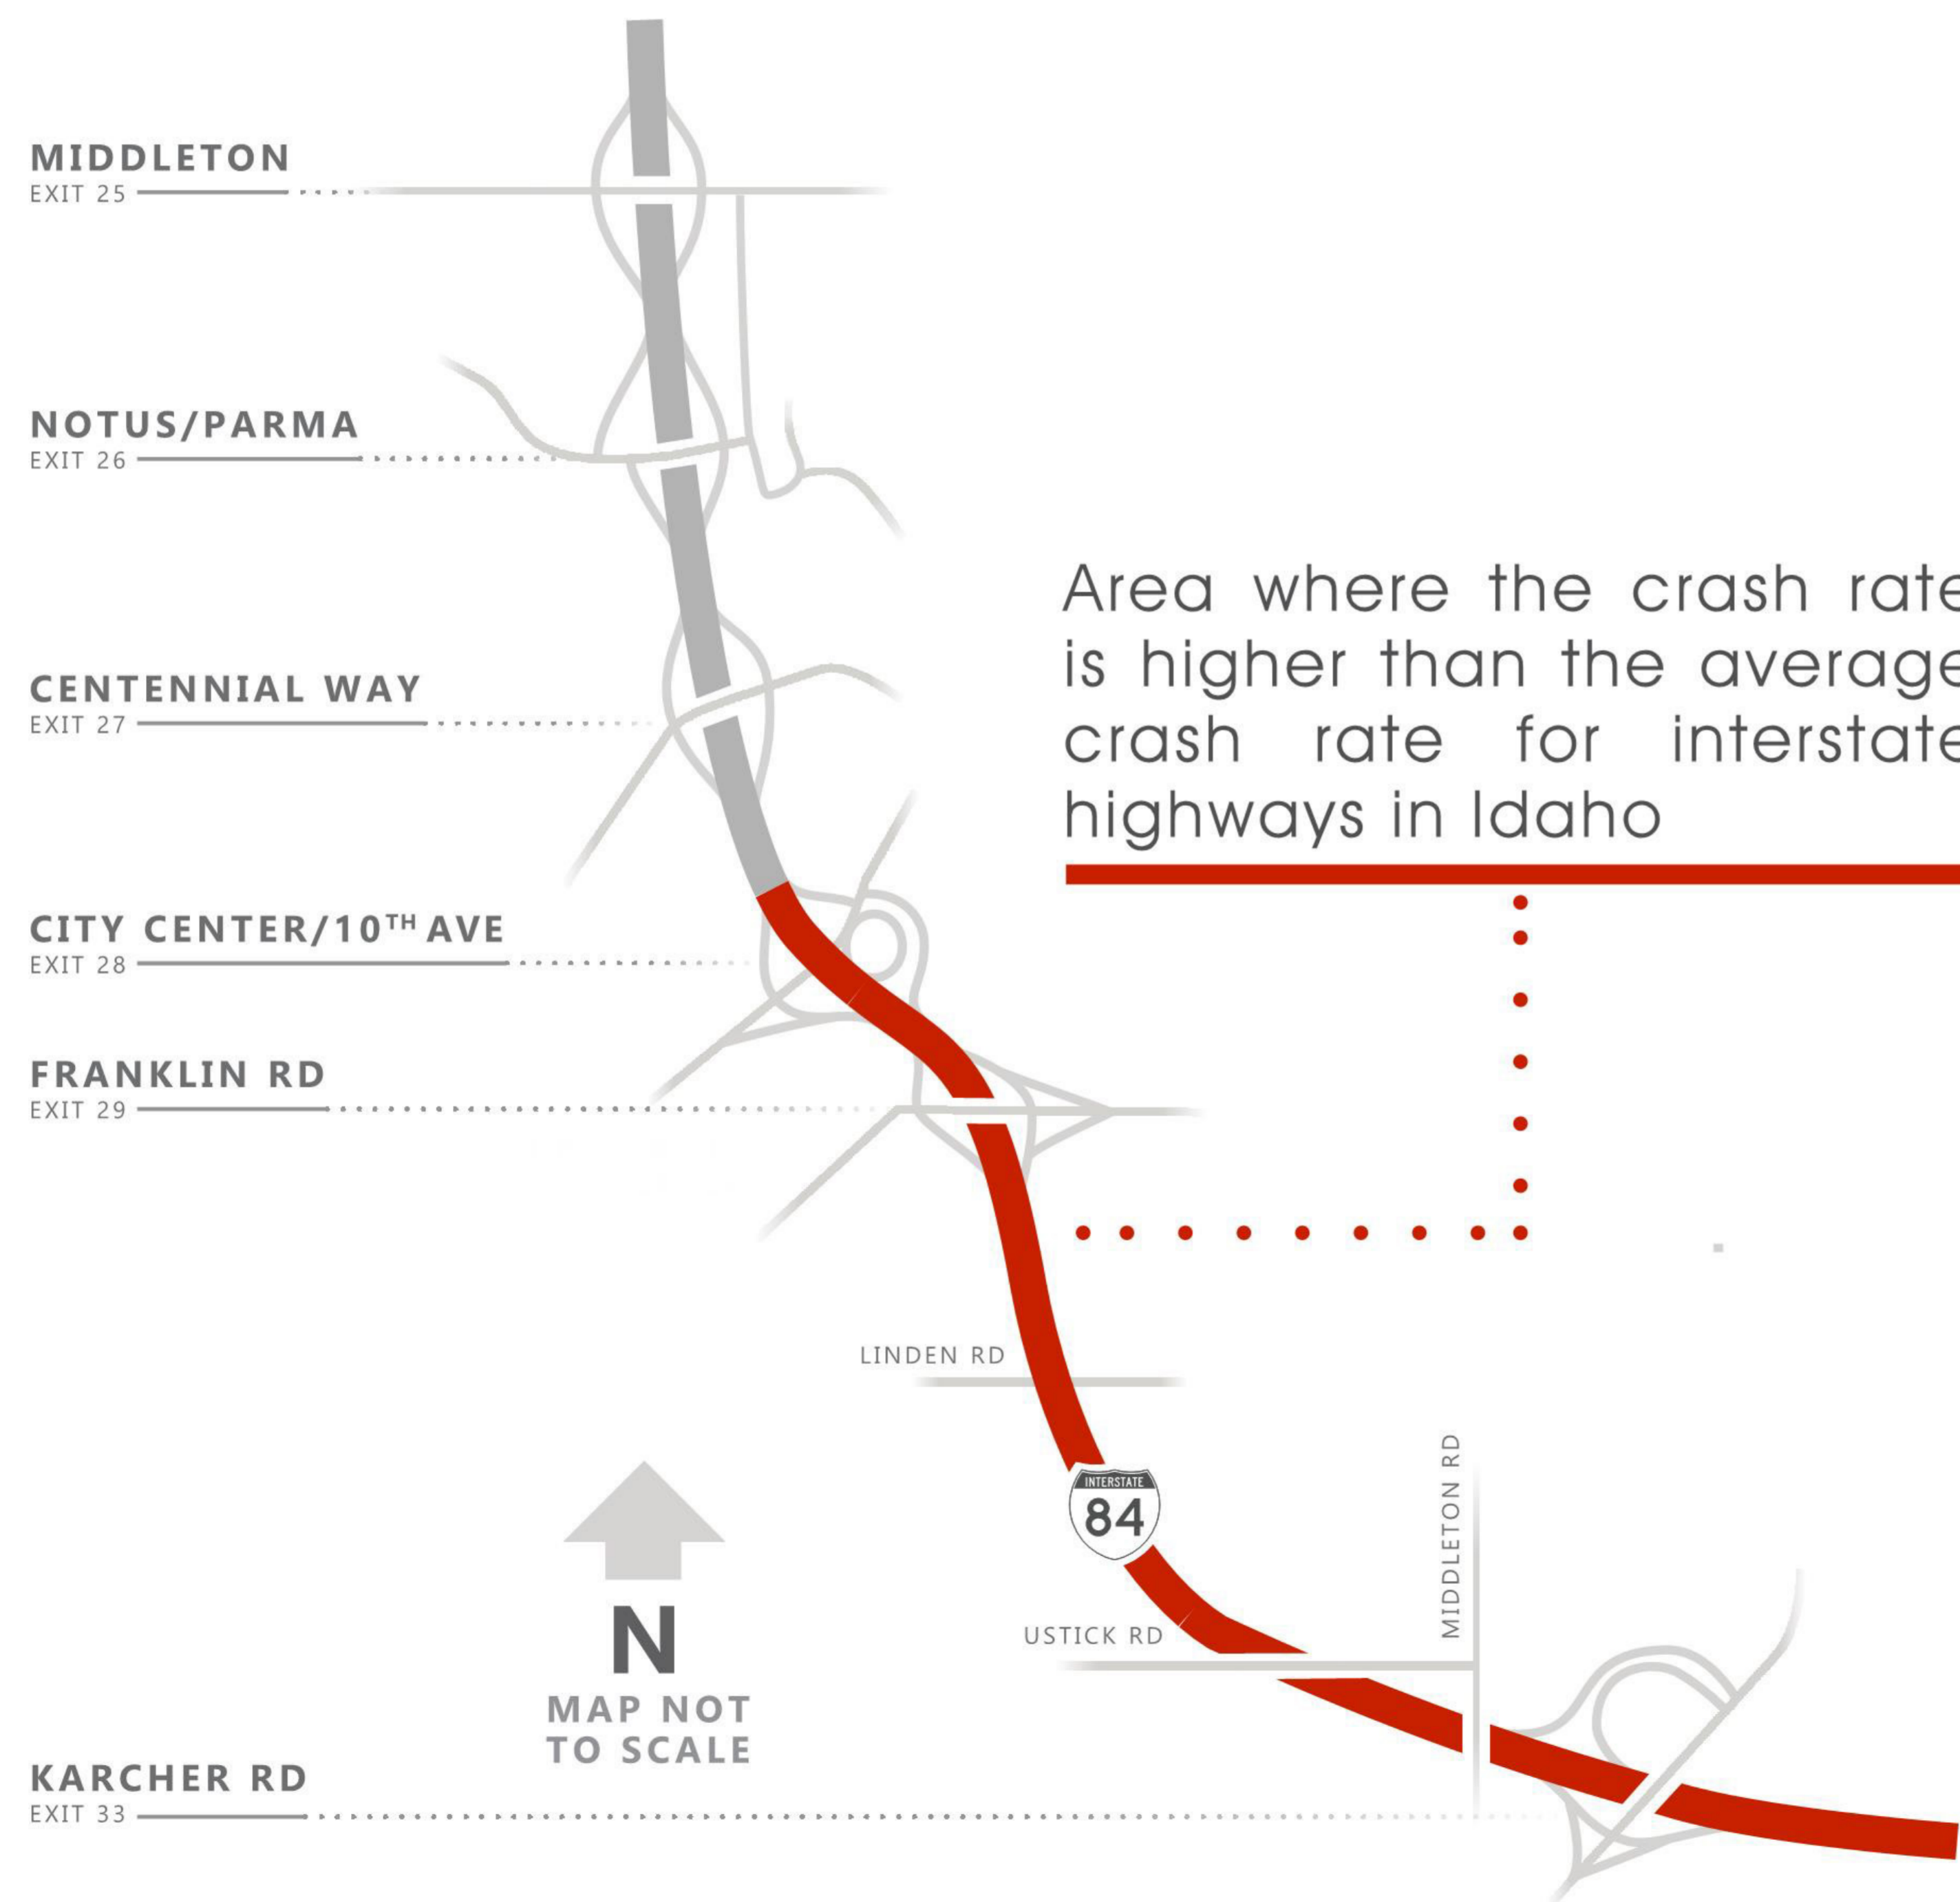 MIDDLETON
EXIT 25
NOTUS/PARMA
EXIT 26
Area where the crash rate
is higher than the average
crash rate for interstate
highways in Idaho
CENTENNIAL WAY
EXIT 27
CITY CENTER/10TH AVE
EXIT 28
FRANKLIN RD
EXIT 29
LINDEN RD
INTERSTATE
84
MIDDLETON RD
USTICK RD
N
MAP NOT
TO SCALE
KARCHER RD
EXIT 33